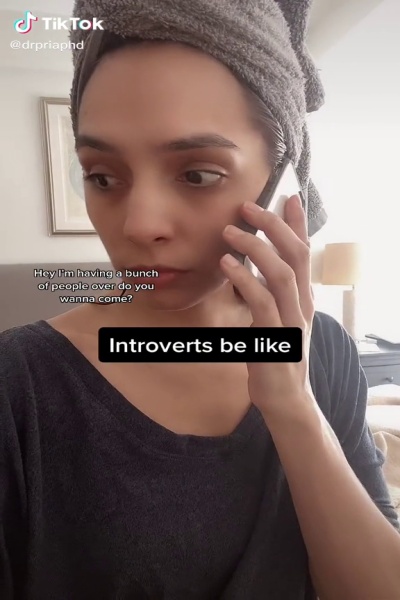 TikTok
@drpriaphd
Hey I'm having a bunch
of people over do you
wanna come?
Introverts be like